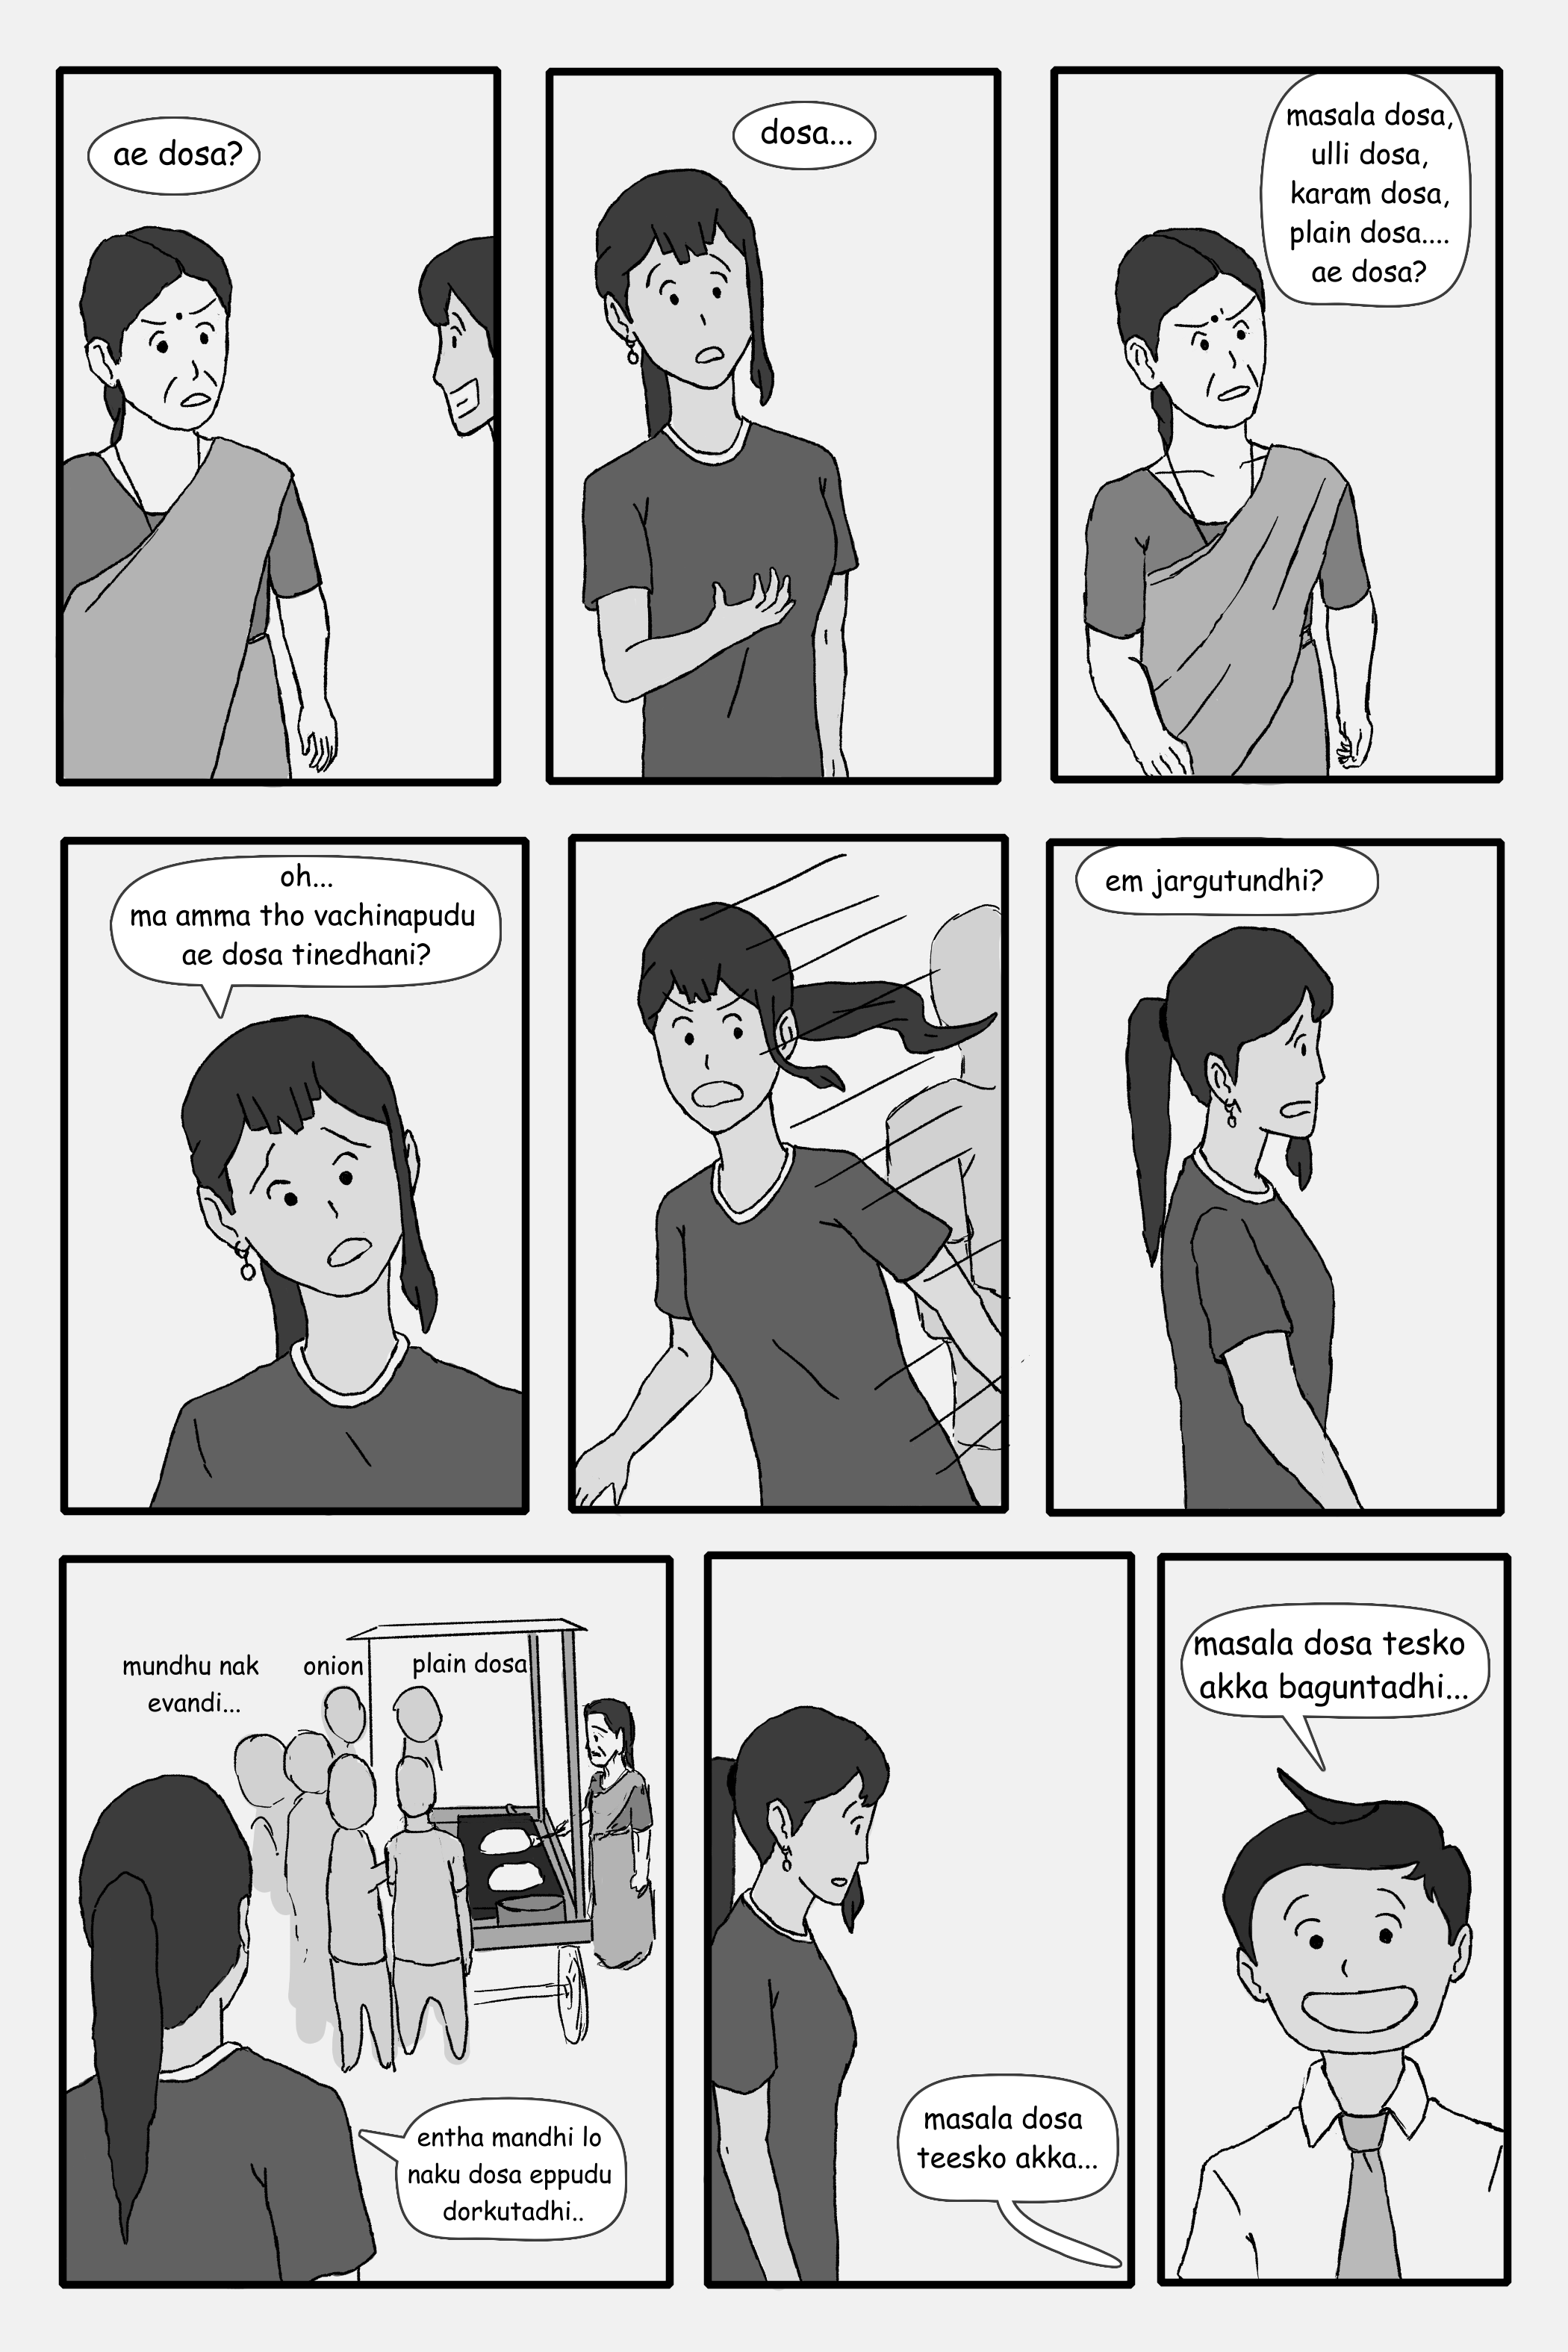 ae dosa?
dosa...
masala dosa,
ulli dosa,
karam dosa,
plain dosa....
ae dosa?
oh...
ma amma tho vachinapudu
ae dosa tinedhani?
em jargutundhi?
mundhu nak
evandi...
onion
plain dosa
entha mandhi lo
naku dosa eppudu
dorkutadhi..
masala dosa
teesko akka...
masala dosa tesko
akka baguntadhi...